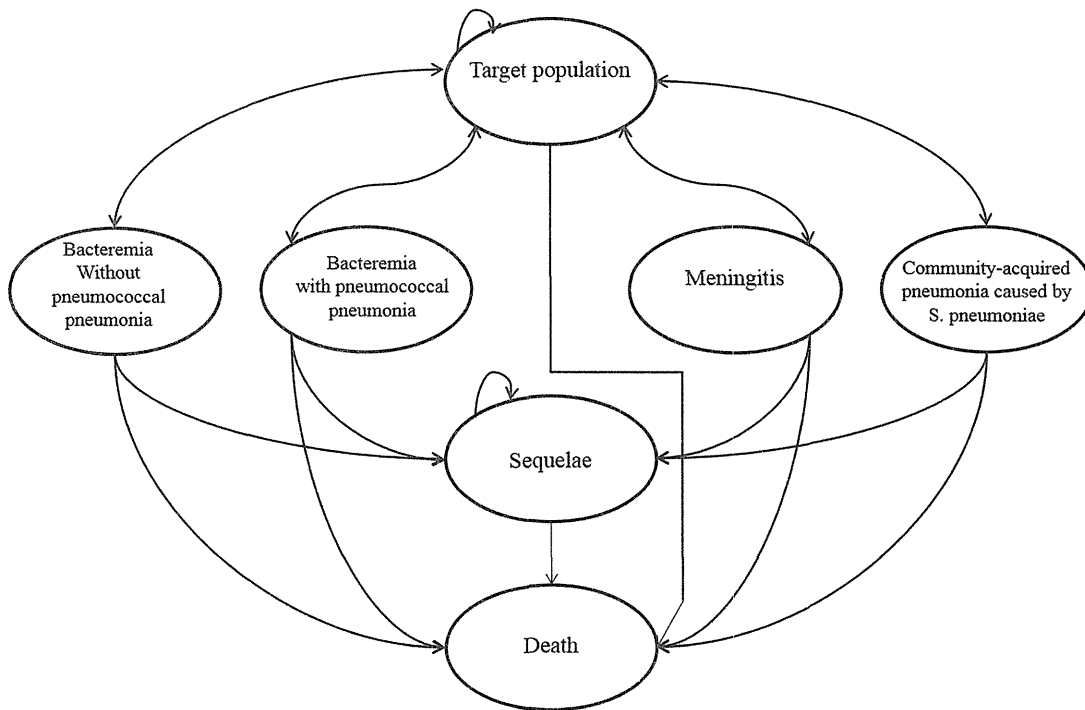 Target population
Bacteremia
Without
pneumococcal
pneumonia
Bacteremia
with pneumococcal
pneumonia
Meningitis
Community-acquired
pneumonia caused by
S. pneumoniae
Sequelae
Death